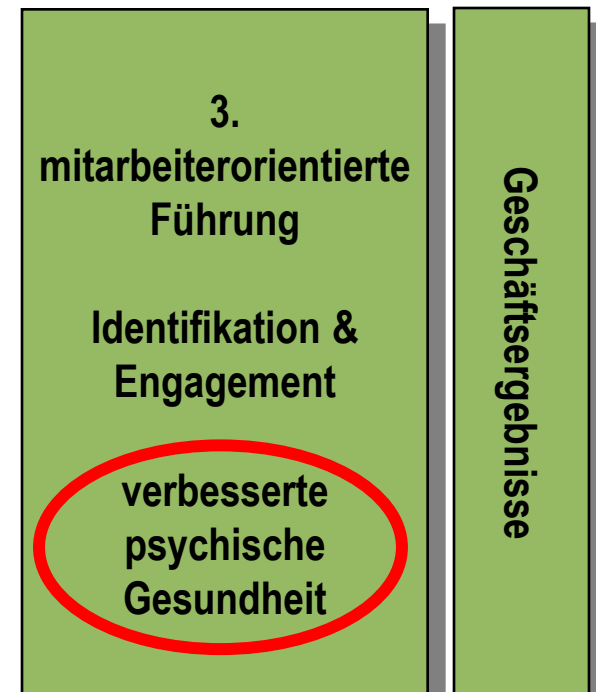 3.
mitarbeiterorientierte
Führung
Identifikation &
Engagement
verbesserte
psychische
Gesundheit
Geschäftsergebnisse